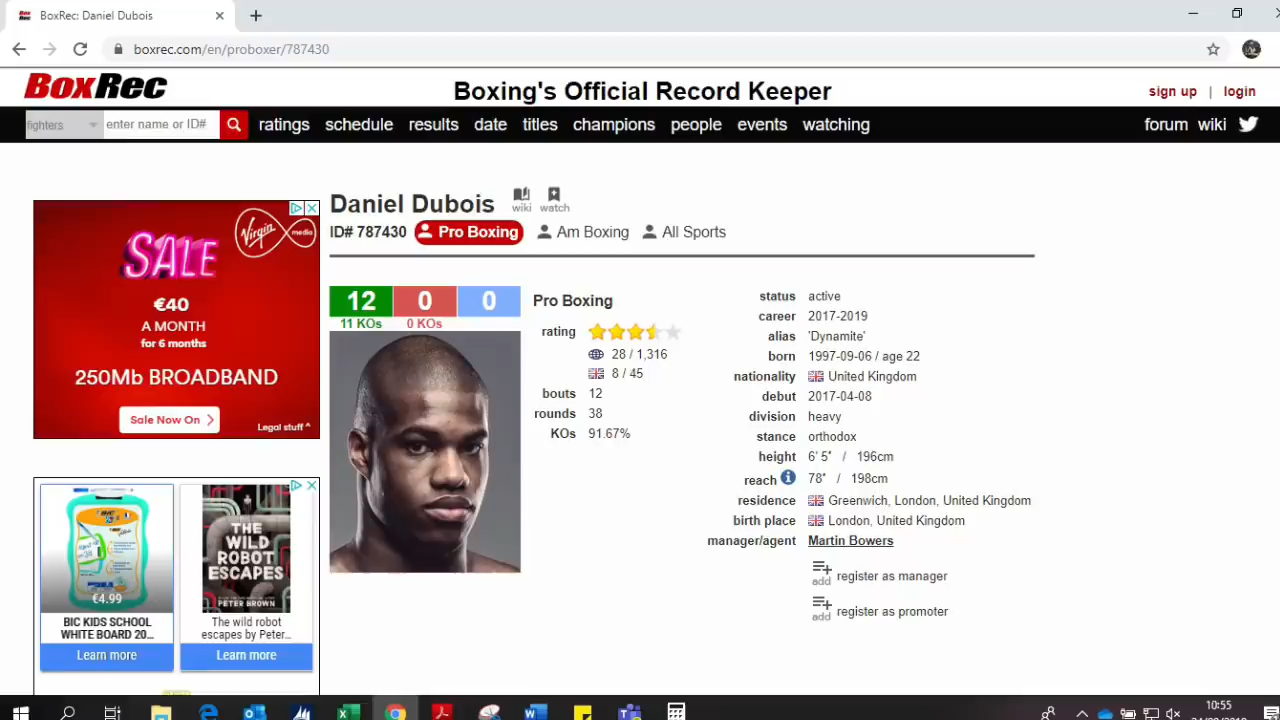 BoxRec: Daniel Dubois
boxrec.com/en/proboxer/787430
BoxRec
Boxing's Official Record Keeper
sign up | login
fighters
enter name or ID#
ratings schedule results date titles champions people events watching
forum wiki
Daniel Dubois
wiki watch
ID# 787430 Pro Boxing Am Boxing All Sports
Virgin media
SALE
€40
A MONTH
for 6 months
250Mb BROADBAND
Sale Now On >
Legal stuff ^
12 0 0
11 KOs 0 KOs
Pro Boxing
rating
28 / 1,316
8 / 45
bouts 12
rounds 38
KOs 91.67%
status active
career 2017-2019
alias 'Dynamite'
born 1997-09-06 / age 22
nationality United Kingdom
debut 2017-04-08
division heavy
stance orthodox
height 6' 5″ / 196cm
reach 78″ / 198cm
residence Greenwich, London, United Kingdom
birth place London, United Kingdom
manager/agent Martin Bowers
add register as manager
add register as promoter
€4.99
BIC KIDS SCHOOL
WHITE BOARD 20...
Learn more
THE
WILD
ROBOT
ESCAPES
PETER BROWN
The wild robot
escapes by Peter...
Learn more
10:55